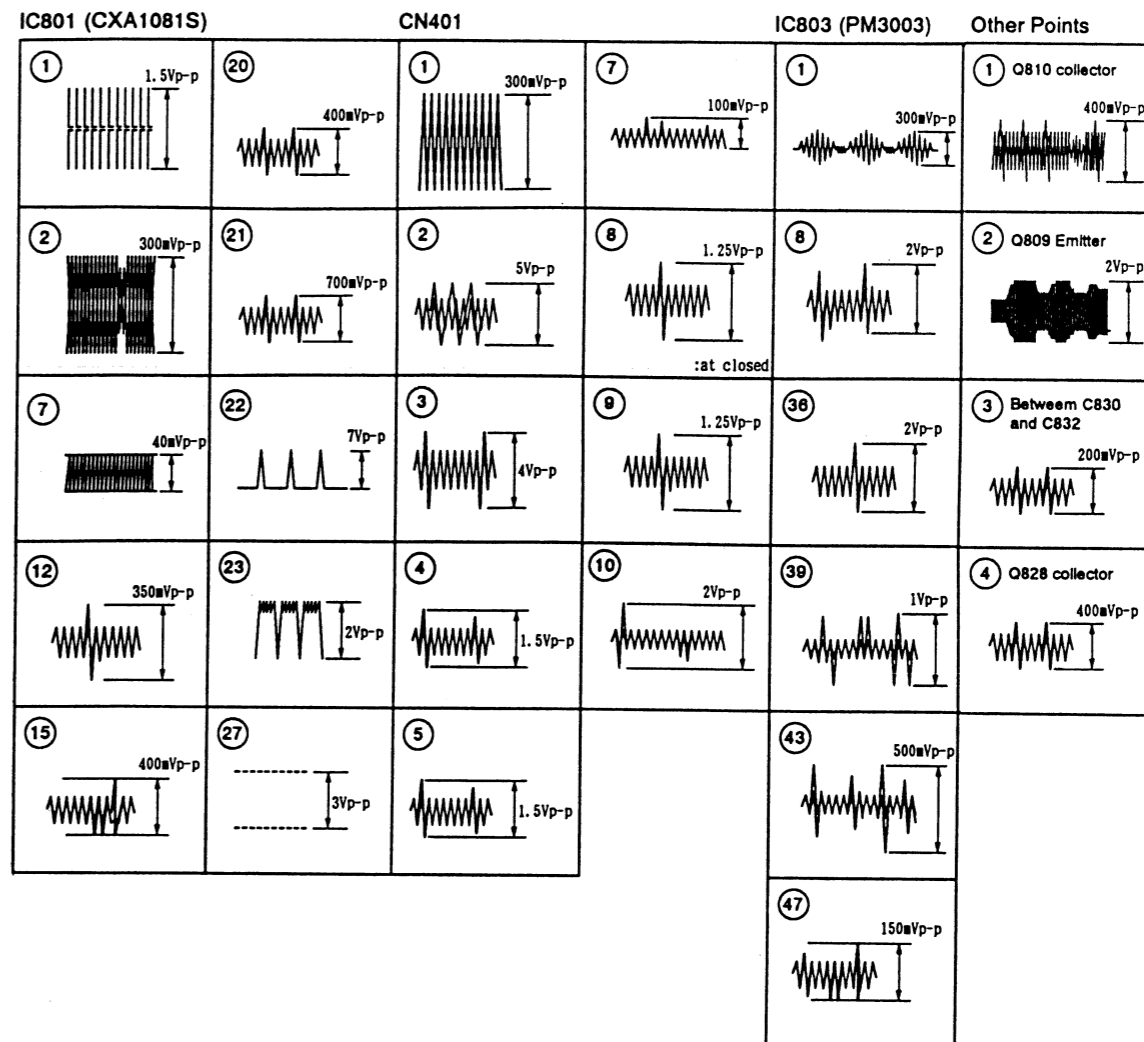 IC801 (CXA1081S) CN401 IC803 (PM3003) Other Points
1 1.5Vp-p
20 400mVp-p
1 300mVp-p
7 100mVp-p
1 300mVp-p
1 Q810 collector
400mVp-p
2 300mVp-p
21 700mVp-p
2 5Vp-p
8 1.25Vp-p
:at closed
8 2Vp-p
2 Q809 Emitter
2Vp-p
7 40mVp-p
22 7Vp-p
3 4Vp-p
9 1.25Vp-p
36 2Vp-p
3 Betweem C830
and C832
200mVp-p
12 350mVp-p
23 2Vp-p
4 1.5Vp-p
10 2Vp-p
39 1Vp-p
4 Q828 collector
400mVp-p
15 400mVp-p
27 3Vp-p
5 1.5Vp-p
43 500mVp-p
47 150mVp-p